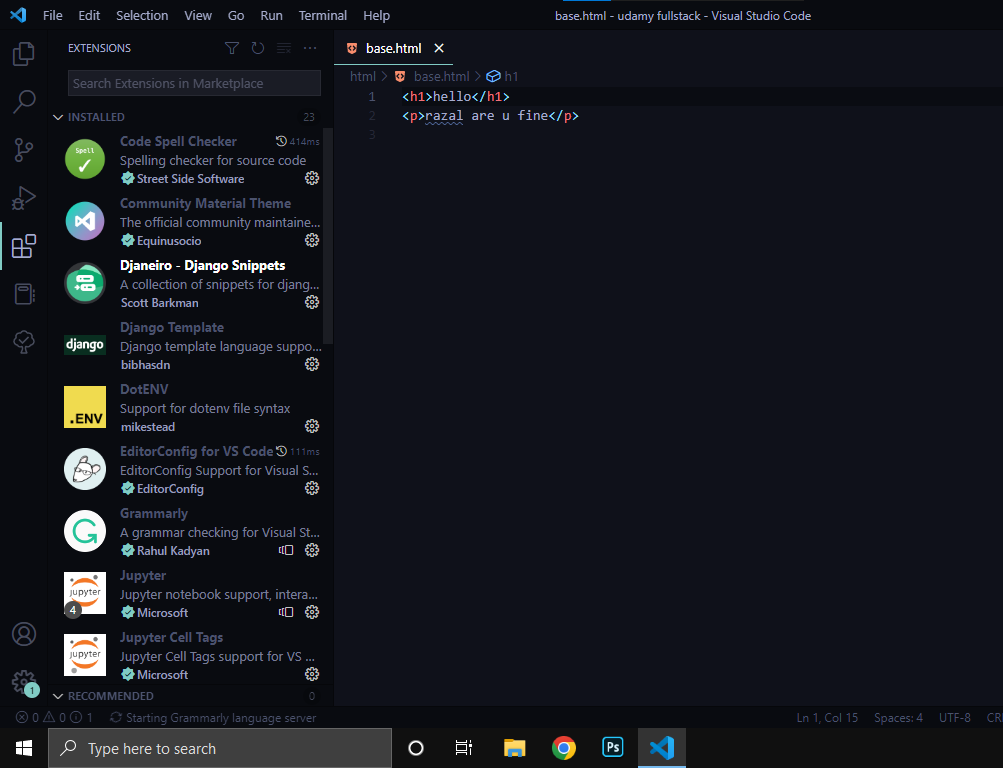 File Edit Selection View Go Run Terminal Help base.html - udamy fullstack - Visual Studio Code
EXTENSIONS
Search Extensions in Marketplace
INSTALLED 23
Spell
Code Spell Checker 414ms
Spelling checker for source code
Street Side Software
Community Material Theme
The official community maintaine...
Equinusocio
Djaneiro - Django Snippets
A collection of snippets for djang...
Scott Barkman
django
Django Template
Django template language suppo...
bibhasdn
.ENV
DotENV
Support for dotenv file syntax
mikestead
EditorConfig for VS Code 111ms
EditorConfig Support for Visual S...
EditorConfig
Grammarly
A grammar checking for Visual St...
Rahul Kadyan
jupyter
4
Jupyter
Jupyter notebook support, intera...
Microsoft
jupyter
Jupyter Cell Tags
Jupyter Cell Tags support for VS ...
Microsoft
RECOMMENDED 0
1
base.html
html > base.html > h1
1 <h1>hello</h1>
2 <p>razal are u fine</p>
3
0 0 1 Starting Grammarly language server Ln 1, Col 15 Spaces: 4 UTF-8 CR
Type here to search
Ps